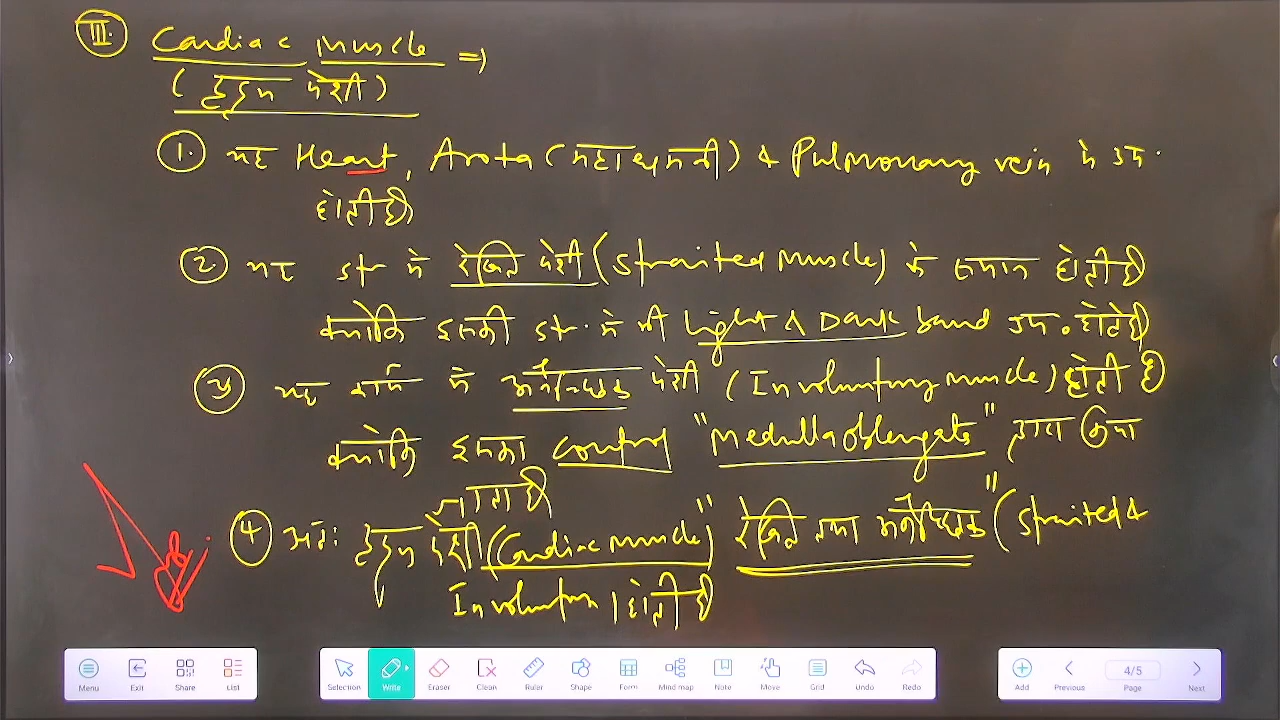 III. Cardiac Muscle ⇒
(हृदय पेशी)
1. यह Heart, Arota (महाधमनी) & Pulmonary vein में उप.
होती है
2. यह str में रेखित पेशी (Straited Muscle) के समान होती है
क्योंकि इसकी str. में भी Light & Dark band उप. होते है
3 यह कार्य में अनैच्छिक पेशी (Involuntary muscle) होती है
क्योंकि इसका control "Medulla oblengata" द्वारा किया
जाता है
4 अतः हृदय पेशी (Cardiac muscle) "रेखित तथा अनैच्छिक" (Straited &
Involuntary) होती है
Menu Exit Share List Selection Write Eraser Clean Ruler Shape Form Mind map Note Move Grid Undo Redo Add Previous 4/5 Page Next